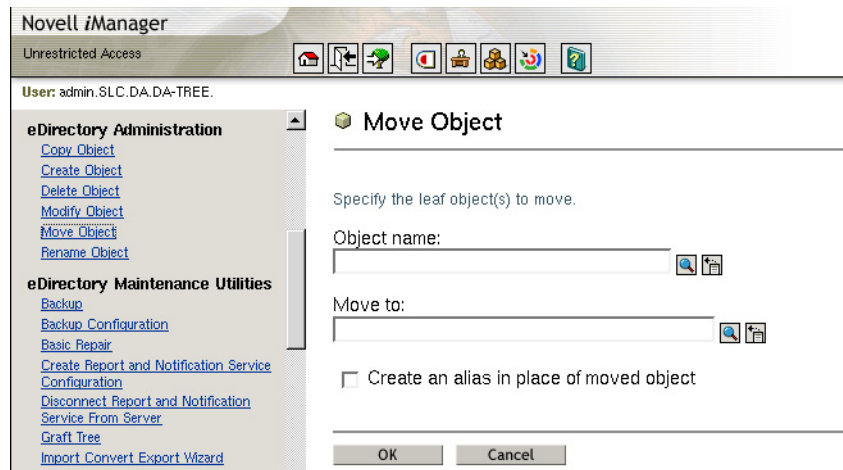 Novell iManager
Unrestricted Access
User: admin.SLC.DA.DA-TREE.
eDirectory Administration
Copy Object
Create Object
Delete Object
Modify Object
Move Object
Rename Object
eDirectory Maintenance Utilities
Backup
Backup Configuration
Basic Repair
Create Report and Notification Service
Configuration
Disconnect Report and Notification
Service From Server
Graft Tree
Import Convert Export Wizard
Move Object
Specify the leaf object(s) to move.
Object name:
Move to:
Create an alias in place of moved object
OK
Cancel